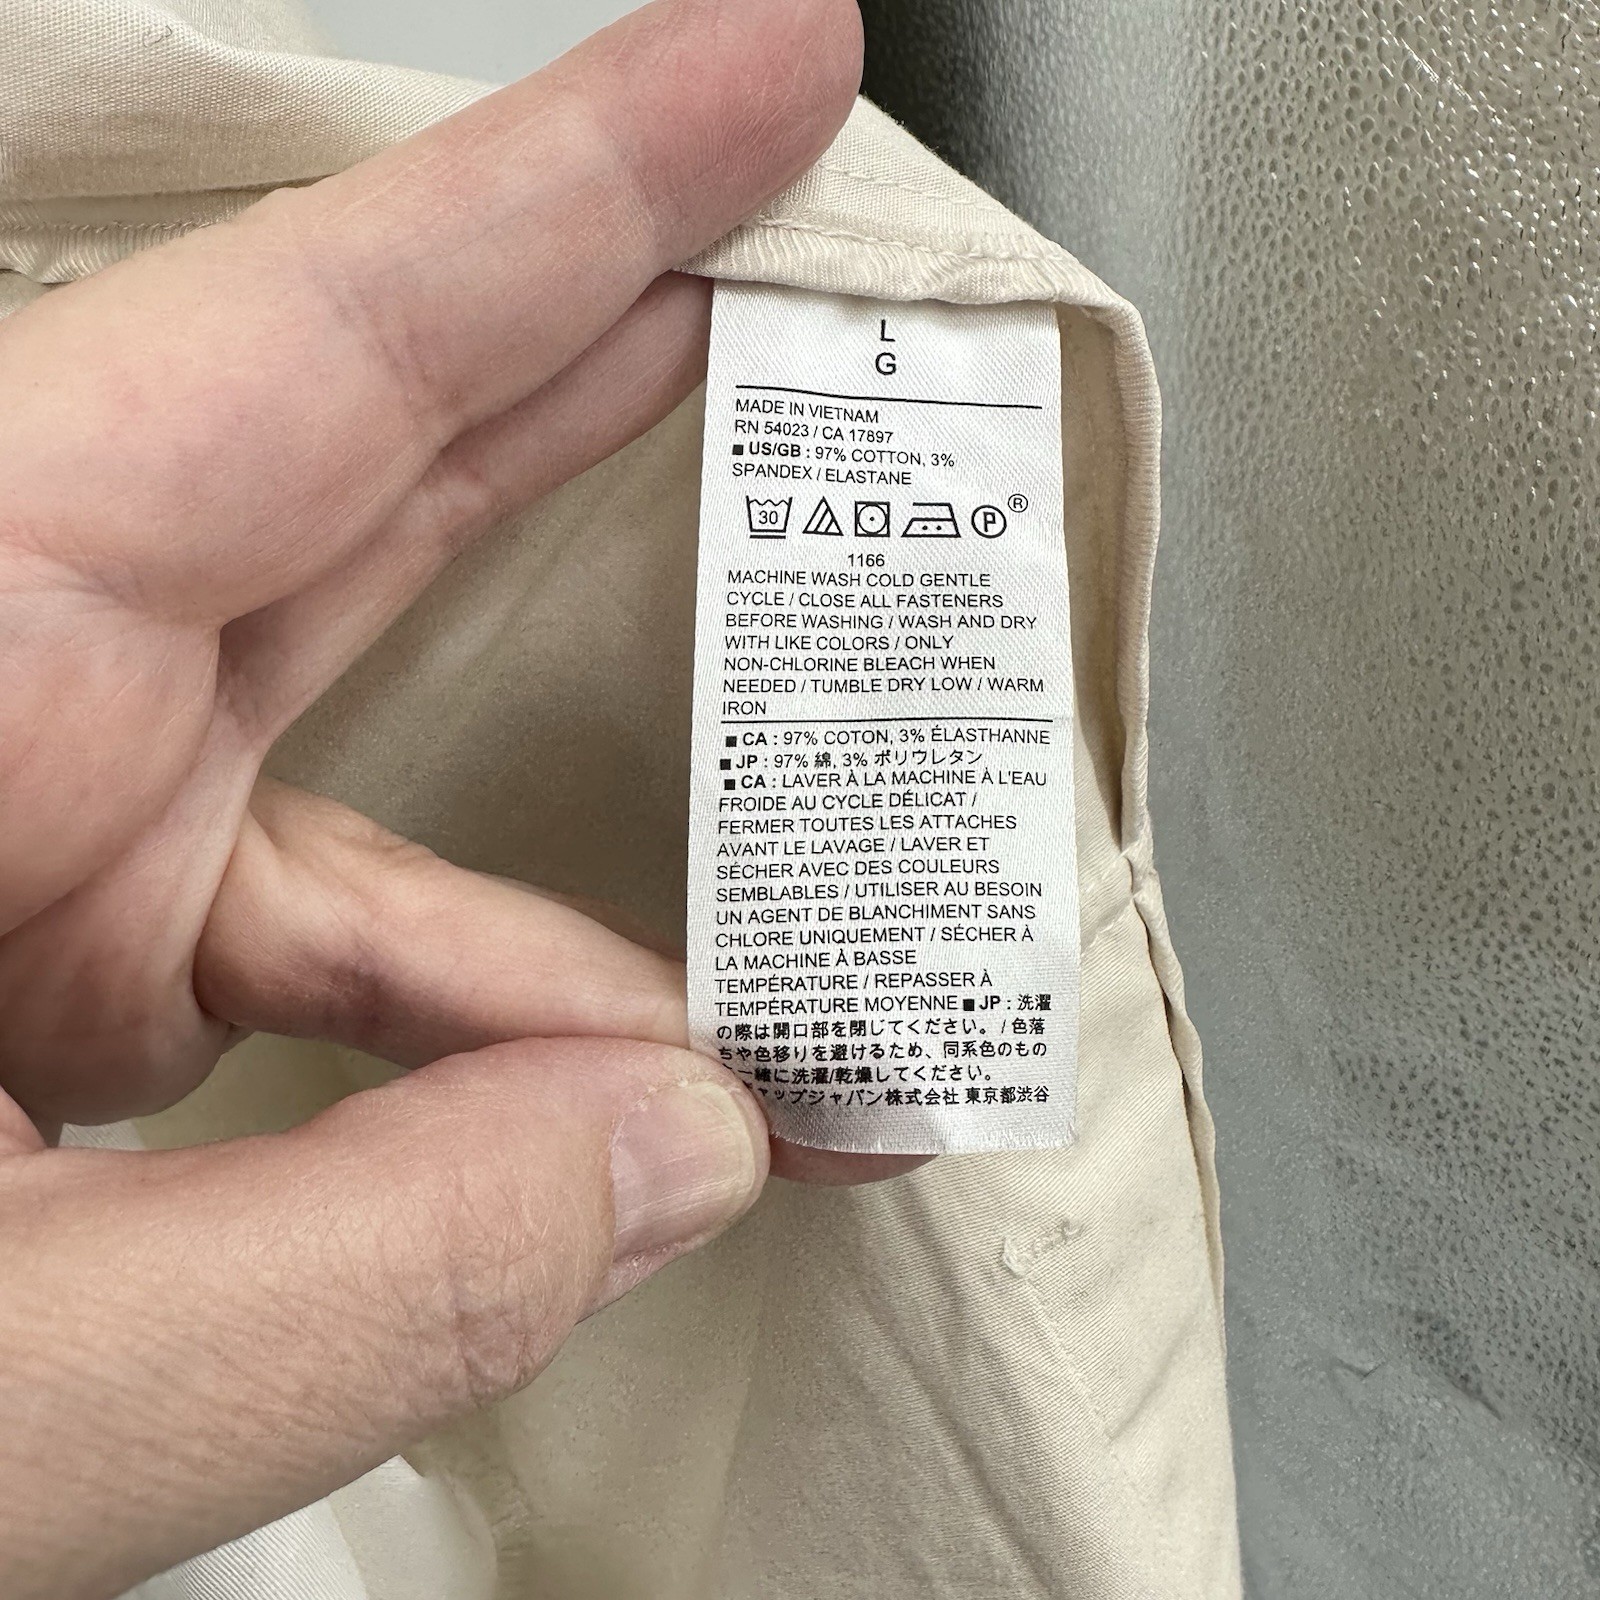 L
G
MADE IN VIETNAM
RN 54023 / CA 17897
■ US/GB : 97% COTTON, 3%
SPANDEX / ELASTANE
30 P ®
1166
MACHINE WASH COLD GENTLE
CYCLE / CLOSE ALL FASTENERS
BEFORE WASHING / WASH AND DRY
WITH LIKE COLORS / ONLY
NON-CHLORINE BLEACH WHEN
NEEDED / TUMBLE DRY LOW / WARM
IRON
■ CA : 97% COTON, 3% ÉLASTHANNE
■ JP : 97% 綿, 3% ポリウレタン
■ CA : LAVER À LA MACHINE À L'EAU
FROIDE AU CYCLE DÉLICAT /
FERMER TOUTES LES ATTACHES
AVANT LE LAVAGE / LAVER ET
SÉCHER AVEC DES COULEURS
SEMBLABLES / UTILISER AU BESOIN
UN AGENT DE BLANCHIMENT SANS
CHLORE UNIQUEMENT / SÉCHER À
LA MACHINE À BASSE
TEMPÉRATURE / REPASSER À
TEMPÉRATURE MOYENNE ■ JP : 洗濯
の際は開口部を閉じてください。 / 色落
ちや色移りを避けるため、同系色のもの
一緒に洗濯/乾燥してください。
ップジャパン株式会社 東京都渋谷